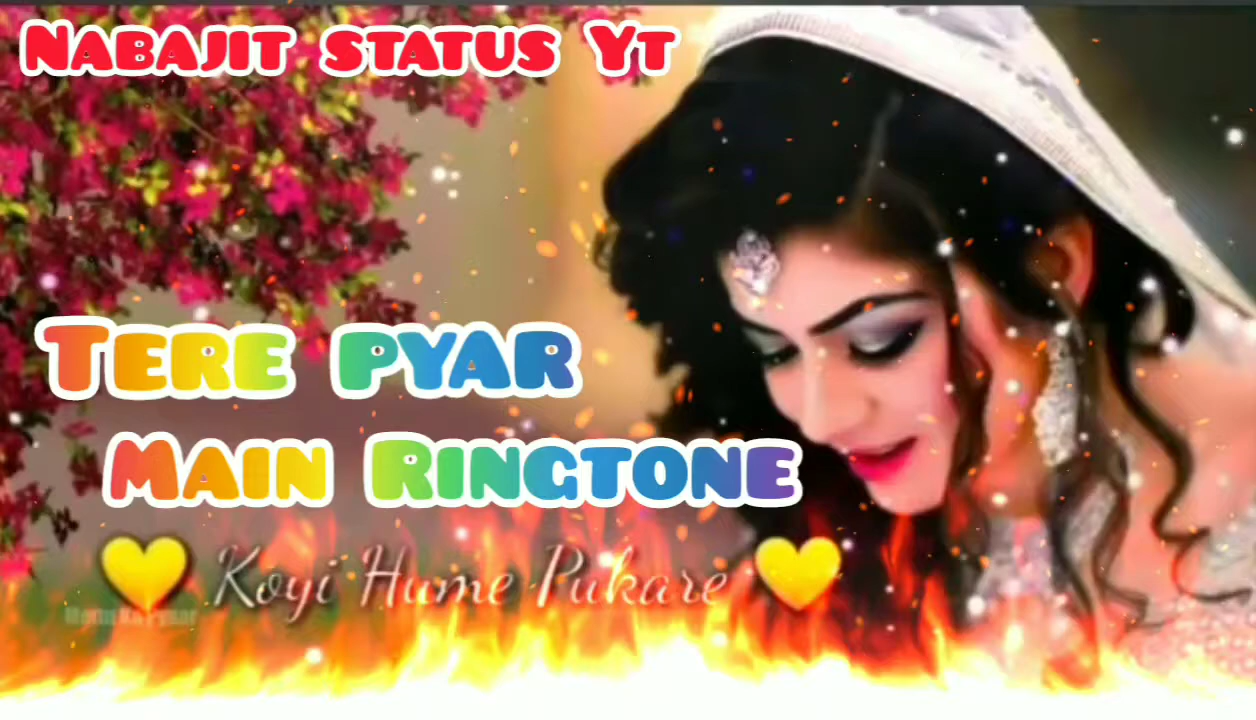 Nabajit status Yt
Tere pyar
Main Ringtone
💛 Koyi Hume Pukare 💛